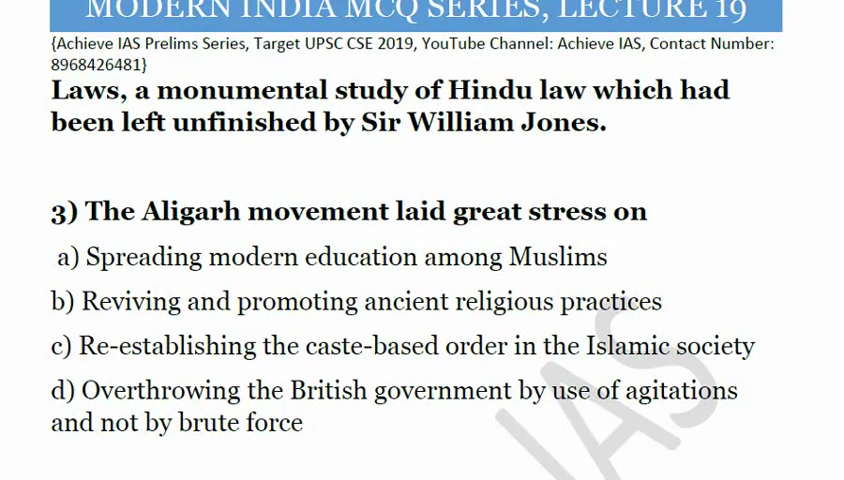 MODERN INDIA MCQ SERIES, LECTURE 19
{Achieve IAS Prelims Series, Target UPSC CSE 2019, YouTube Channel: Achieve IAS, Contact Number:
8968426481}
Laws, a monumental study of Hindu law which had
been left unfinished by Sir William Jones.
3) The Aligarh movement laid great stress on
a) Spreading modern education among Muslims
b) Reviving and promoting ancient religious practices
c) Re-establishing the caste-based order in the Islamic society
d) Overthrowing the British government by use of agitations
and not by brute force
IAS